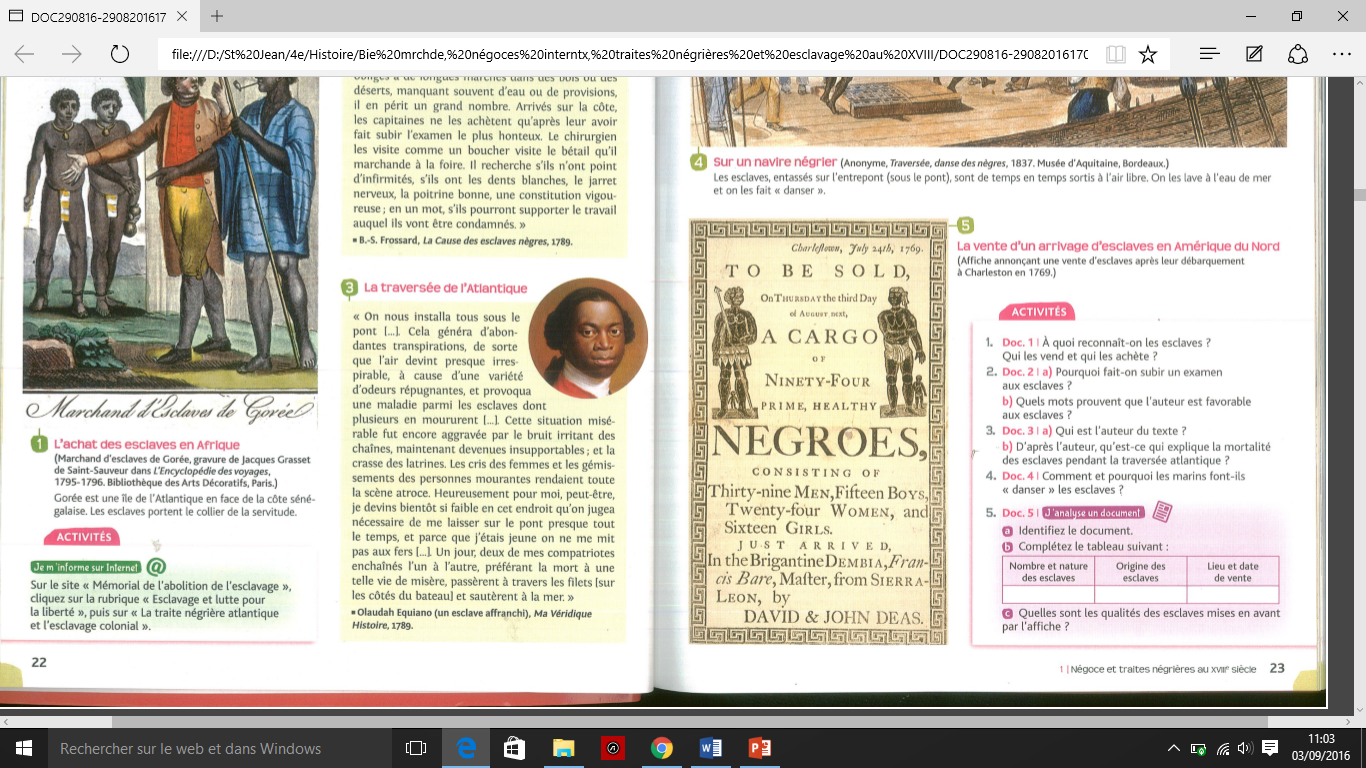 DOC290816-2908201617
file:///D:/St%20Jean/4e/Histoire/Bie%20mrchde,%20négoces%20interntx,%20traites%20négrières%20et%20esclavage%20au%20XVIII/DOC290816-29082016170
obligés à de longues marches dans des bois ou des
déserts, manquant souvent d'eau ou de provisions,
il en périt un grand nombre. Arrivés sur la côte,
les capitaines ne les achètent qu'après leur avoir
fait subir l'examen le plus honteux. Le chirurgien
les visite comme un boucher visite le bétail qu'il
marchande à la foire. Il recherche s'ils n'ont point
d'infirmités, s'ils ont les dents blanches, le jarret
nerveux, la poitrine bonne, une constitution vigou-
reuse ; en un mot, s'ils pourront supporter le travail
auquel ils vont être condamnés. »
▪ B.-S. Frossard, La Cause des esclaves nègres, 1789.
Marchand d'Esclaves de Gorée
1 L'achat des esclaves en Afrique
(Marchand d'esclaves de Gorée, gravure de Jacques Grasset
de Saint-Sauveur dans L'Encyclopédie des voyages,
1795-1796. Bibliothèque des Arts Décoratifs, Paris.)
Gorée est une île de l'Atlantique en face de la côte séné-
galaise. Les esclaves portent le collier de la servitude.
ACTIVITÉS
Je m'informe sur Internet @
Sur le site « Mémorial de l'abolition de l'esclavage »,
cliquez sur la rubrique « Esclavage et lutte pour
la liberté », puis sur « La traite négrière atlantique
et l'esclavage colonial ».
22
3 La traversée de l'Atlantique
« On nous installa tous sous le
pont [...]. Cela généra d'abon-
dantes transpirations, de sorte
que l'air devint presque irres-
pirable, à cause d'une variété
d'odeurs répugnantes, et provoqua
une maladie parmi les esclaves dont
plusieurs en moururent [...]. Cette situation misé-
rable fut encore aggravée par le bruit irritant des
chaînes, maintenant devenues insupportables ; et la
crasse des latrines. Les cris des femmes et les gémis-
sements des personnes mourantes rendaient toute
la scène atroce. Heureusement pour moi, peut-être,
je devins bientôt si faible en cet endroit qu'on jugea
nécessaire de me laisser sur le pont presque tout
le temps, et parce que j'étais jeune on ne me mit
pas aux fers [...]. Un jour, deux de mes compatriotes
enchaînés l'un à l'autre, préférant la mort à une
telle vie de misère, passèrent à travers les filets [sur
les côtés du bateau] et sautèrent à la mer. »
▪ Olaudah Equiano (un esclave affranchi), Ma Véridique
Histoire, 1789.
4 Sur un navire négrier (Anonyme, Traversée, danse des nègres, 1837. Musée d'Aquitaine, Bordeaux.)
Les esclaves, entassés sur l'entrepont (sous le pont), sont de temps en temps sortis à l'air libre. On les lave à l'eau de mer
et on les fait « danser ».
Charlestown, July 24th, 1769.
TO BE SOLD,
On THURSDAY the third Day
of AUGUST next,
A CARGO
OF
NINETY-FOUR
PRIME, HEALTHY
NEGROES,
CONSISTING OF
Thirty-nine MEN, Fifteen BOYS,
Twenty-four WOMEN, and
Sixteen GIRLS.
JUST ARRIVED,
In the Brigantine DEMBIA, Fran-
cis Bare, Master, from SIERRA-
LEON, by
DAVID & JOHN DEAS.
5
La vente d'un arrivage d'esclaves en Amérique du Nord
(Affiche annonçant une vente d'esclaves après leur débarquement
à Charleston en 1769.)
ACTIVITÉS
1. Doc. 1 | À quoi reconnaît-on les esclaves ?
Qui les vend et qui les achète ?
2. Doc. 2 | a) Pourquoi fait-on subir un examen
aux esclaves ?
b) Quels mots prouvent que l'auteur est favorable
aux esclaves ?
3. Doc. 3 | a) Qui est l'auteur du texte ?
b) D'après l'auteur, qu'est-ce qui explique la mortalité
des esclaves pendant la traversée atlantique ?
4. Doc. 4 | Comment et pourquoi les marins font-ils
« danser » les esclaves ?
5. Doc. 5 | J'analyse un document
a Identifiez le document.
b Complétez le tableau suivant :
Nombre et nature des esclaves | Origine des esclaves | Lieu et date de vente
c Quelles sont les qualités des esclaves mises en avant
par l'affiche ?
1 | Négoce et traites négrières au XVIIIe siècle 23
Rechercher sur le web et dans Windows
11:03
03/09/2016